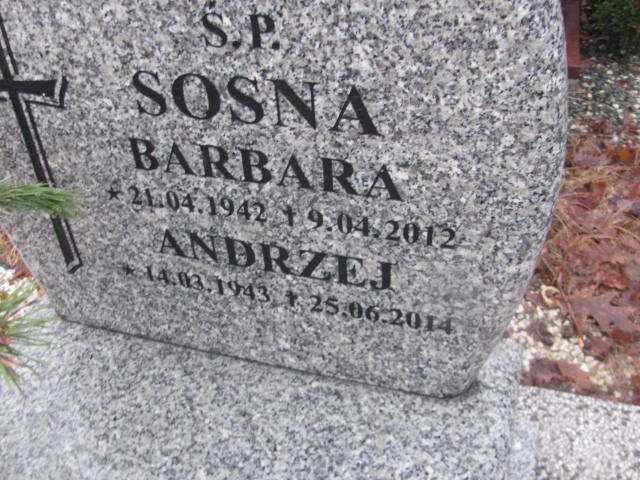 Ś.P.
SOSNA
BARBARA
★ 21.04.1942 ✝ 9.04.2012
ANDRZEJ
★ 14.03.1943 ✝ 25.06.2014